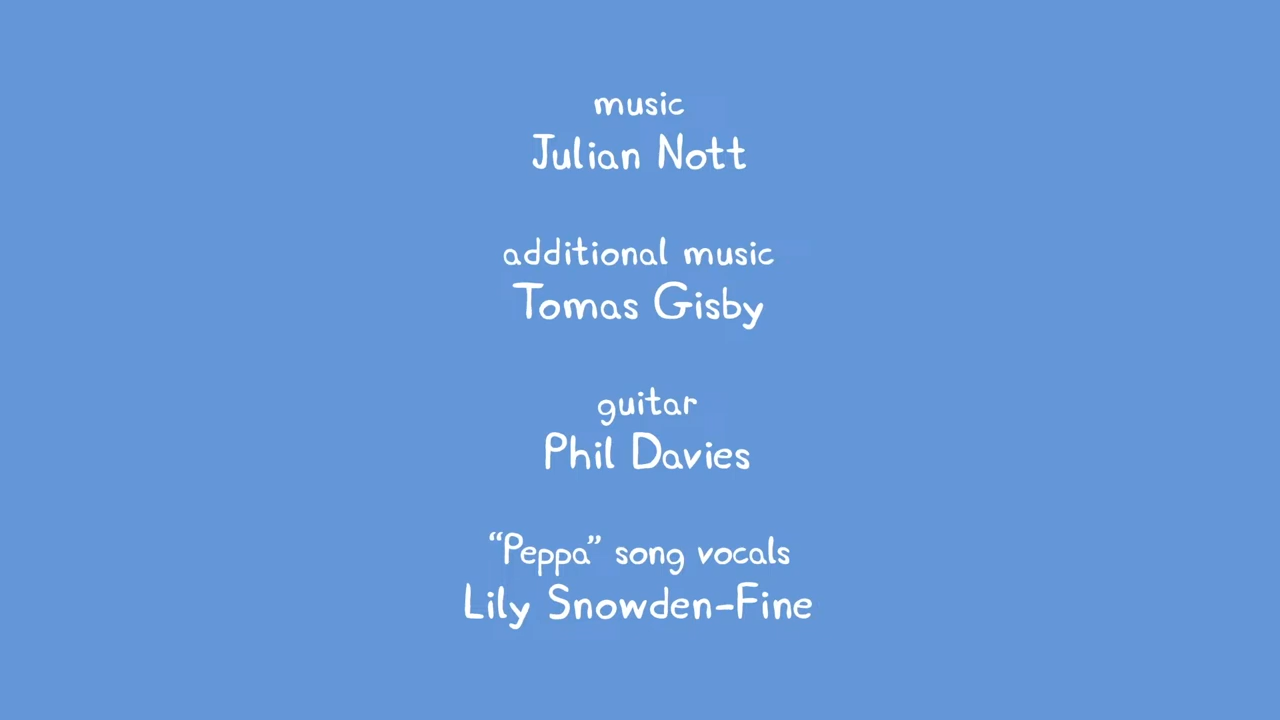 music
Julian Nott
additional music
Tomas Gisby
guitar
Phil Davies
“Peppa” song vocals
Lily Snowden-Fine